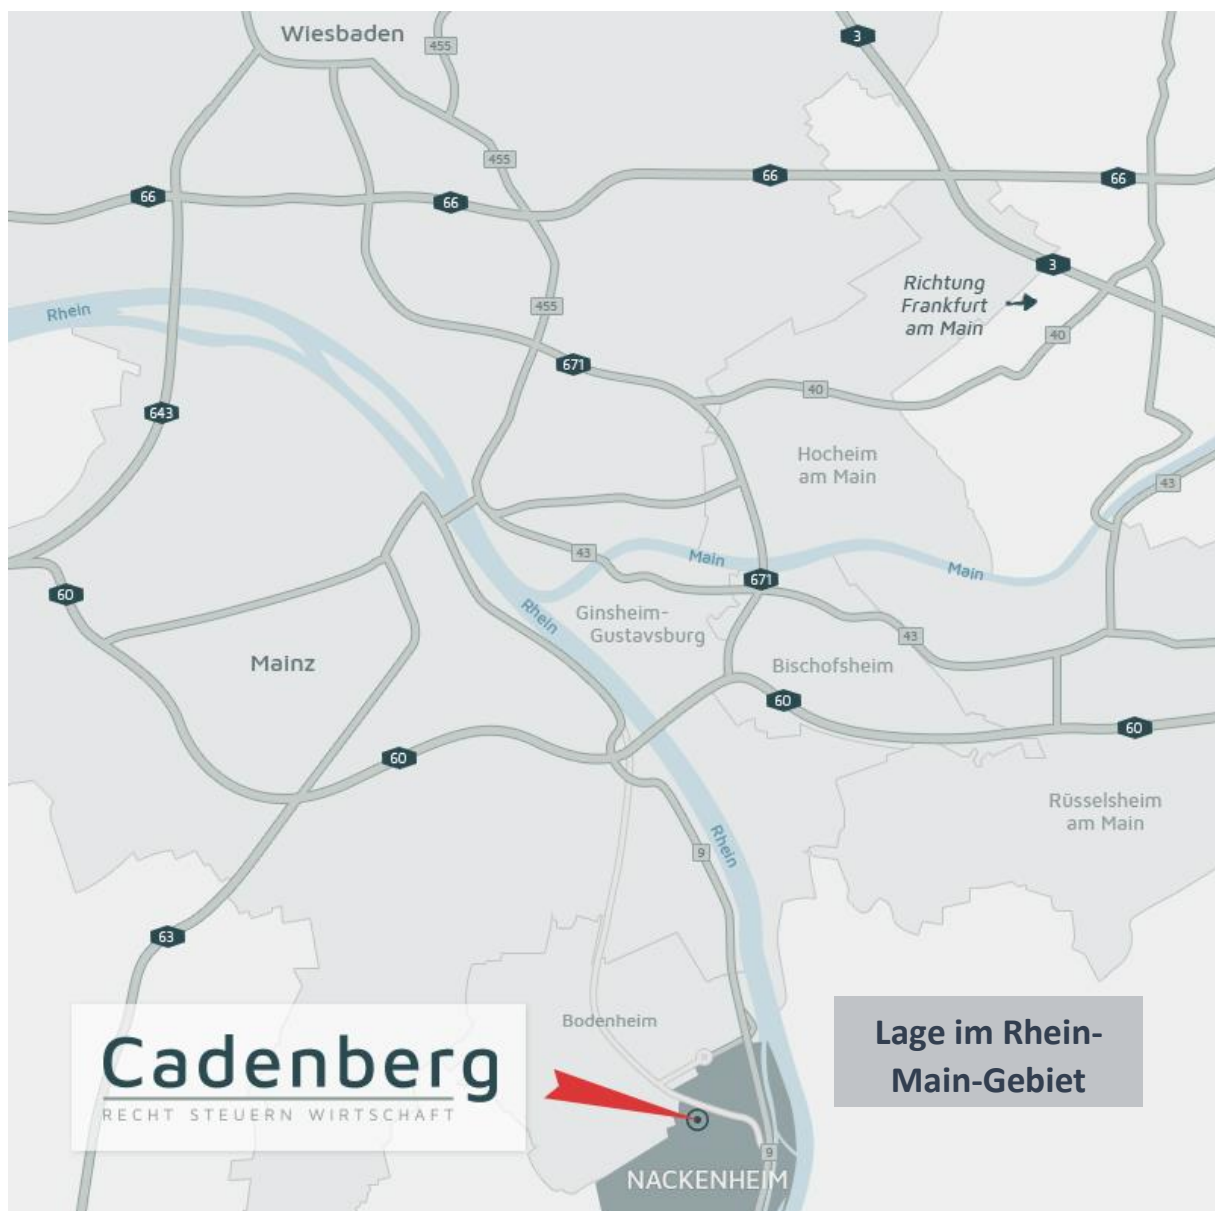 Wiesbaden
3
455
455
66
66
66
66
3
Rhein
Richtung
Frankfurt
am Main
455
40
671
40
643
Hocheim
am Main
43
43
Main
Main
671
60
Rhein
Ginsheim-
Gustavsburg
43
Mainz
Bischofsheim
60
60
60
Rüsselsheim
am Main
Rhein
9
63
Bodenheim
Lage im Rhein-
Main-Gebiet
Cadenberg
RECHT STEUERN WIRTSCHAFT
9
NACKENHEIM